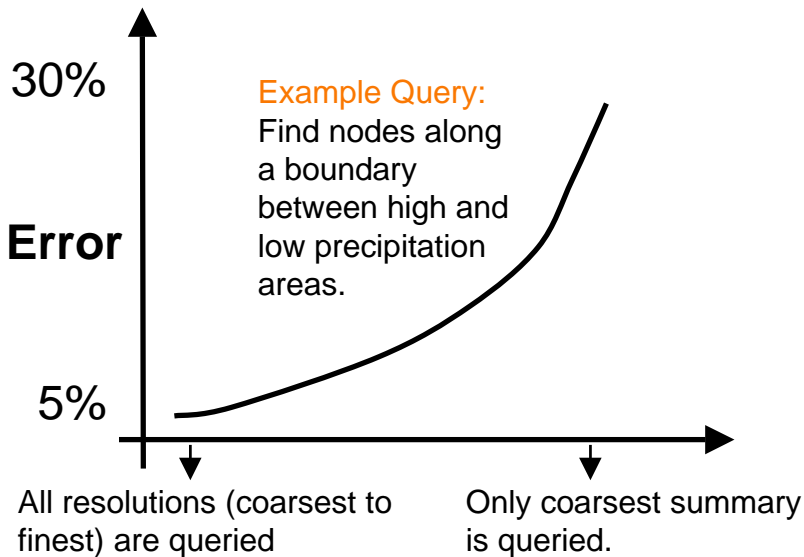 30%
Example Query:
Find nodes along
a boundary
between high and
low precipitation
areas.
Error
5%
All resolutions (coarsest to
finest) are queried
Only coarsest summary
is queried.